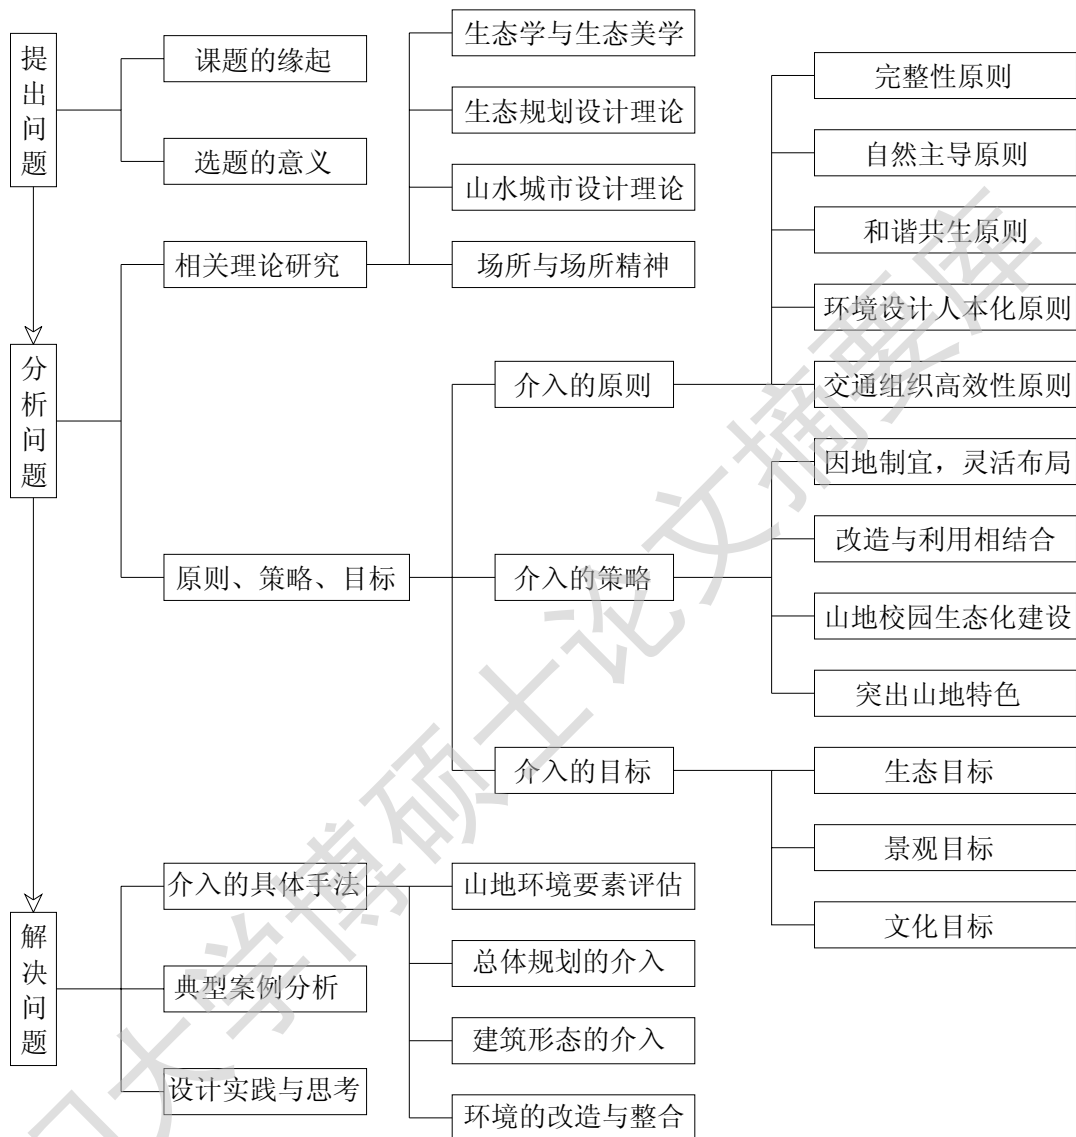 提出问题
课题的缘起
选题的意义
分析问题
相关理论研究
生态学与生态美学
生态规划设计理论
山水城市设计理论
场所与场所精神
原则、策略、目标
介入的原则
完整性原则
自然主导原则
和谐共生原则
环境设计人本化原则
交通组织高效性原则
介入的策略
因地制宜，灵活布局
改造与利用相结合
山地校园生态化建设
突出山地特色
介入的目标
生态目标
景观目标
文化目标
解决问题
介入的具体手法
山地环境要素评估
总体规划的介入
建筑形态的介入
环境的改造与整合
典型案例分析
设计实践与思考
大学博硕士论文摘要库